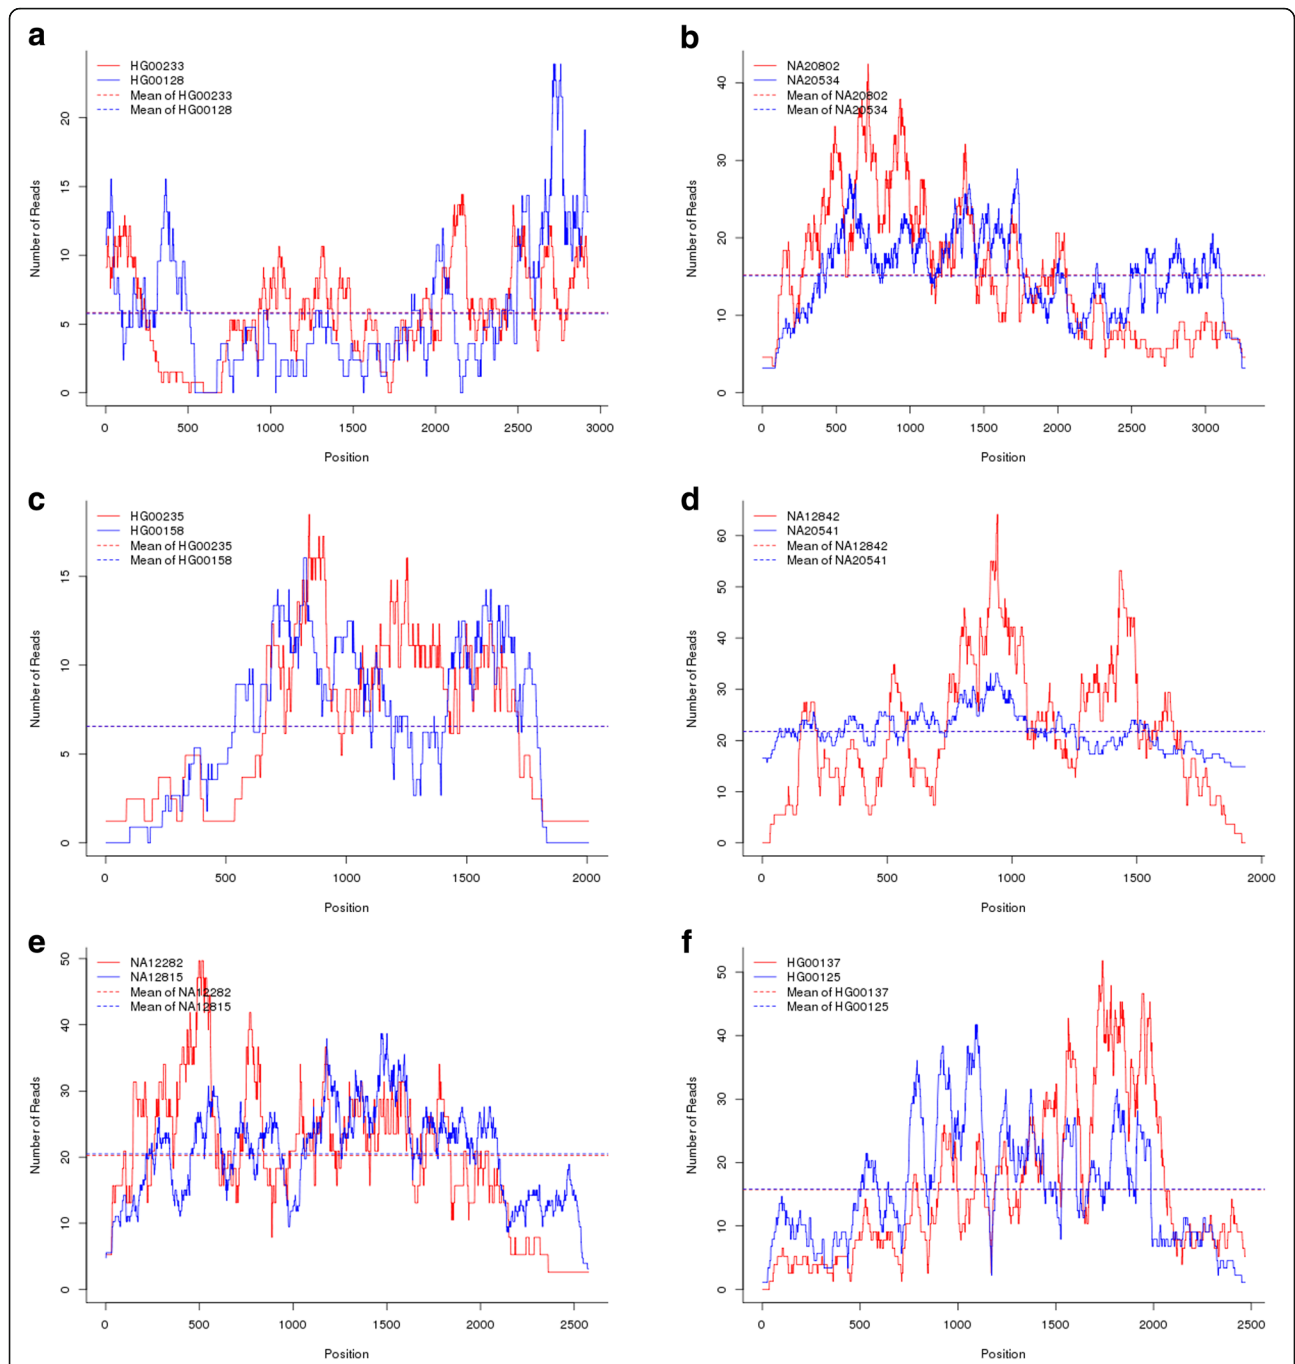 a
HG00233
HG00128
Mean of HG00233
Mean of HG00128
Number of Reads
0 5 10 15 20
0 500 1000 1500 2000 2500 3000
Position
b
NA20802
NA20534
Mean of NA20802
Mean of NA20534
Number of Reads
0 10 20 30 40
0 500 1000 1500 2000 2500 3000
Position
c
HG00235
HG00158
Mean of HG00235
Mean of HG00158
Number of Reads
0 5 10 15
0 500 1000 1500 2000
Position
d
NA12842
NA20541
Mean of NA12842
Mean of NA20541
Number of Reads
0 10 20 30 40 50 60
0 500 1000 1500 2000
Position
e
NA12282
NA12815
Mean of NA12282
Mean of NA12815
Number of Reads
0 10 20 30 40 50
0 500 1000 1500 2000 2500
Position
f
HG00137
HG00125
Mean of HG00137
Mean of HG00125
Number of Reads
0 10 20 30 40 50
0 500 1000 1500 2000 2500
Position